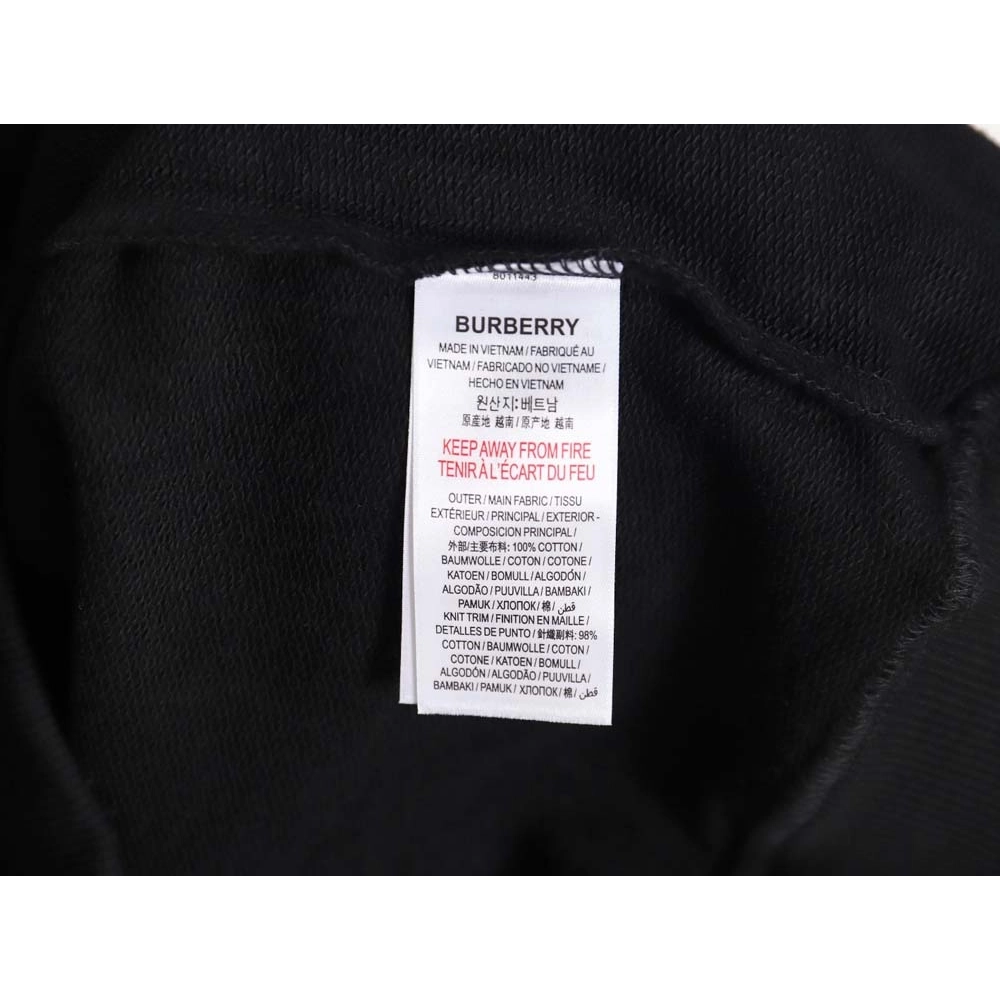 8011443
BURBERRY
MADE IN VIETNAM / FABRIQUÉ AU
VIETNAM / FABRICADO NO VIETNAME /
HECHO EN VIETNAM
원산지: 베트남
原産地 越南 / 原产地 越南
KEEP AWAY FROM FIRE
TENIR À L'ÉCART DU FEU
OUTER / MAIN FABRIC / TISSU
EXTÉRIEUR / PRINCIPAL / EXTERIOR -
COMPOSICION PRINCIPAL /
外部/主要布料: 100% COTTON /
BAUMWOLLE / COTON / COTONE /
KATOEN / BOMULL / ALGODÓN /
ALGODÃO / PUUVILLA / BAMBAKI /
PAMUK / ХЛОПОК / 棉 / قطن
KNIT TRIM / FINITION EN MAILLE /
DETALLES DE PUNTO / 針織副料: 98%
COTTON / BAUMWOLLE / COTON /
COTONE / KATOEN / BOMULL /
ALGODÓN / ALGODÃO / PUUVILLA /
BAMBAKI / PAMUK / ХЛОПОК / 棉 / قطن